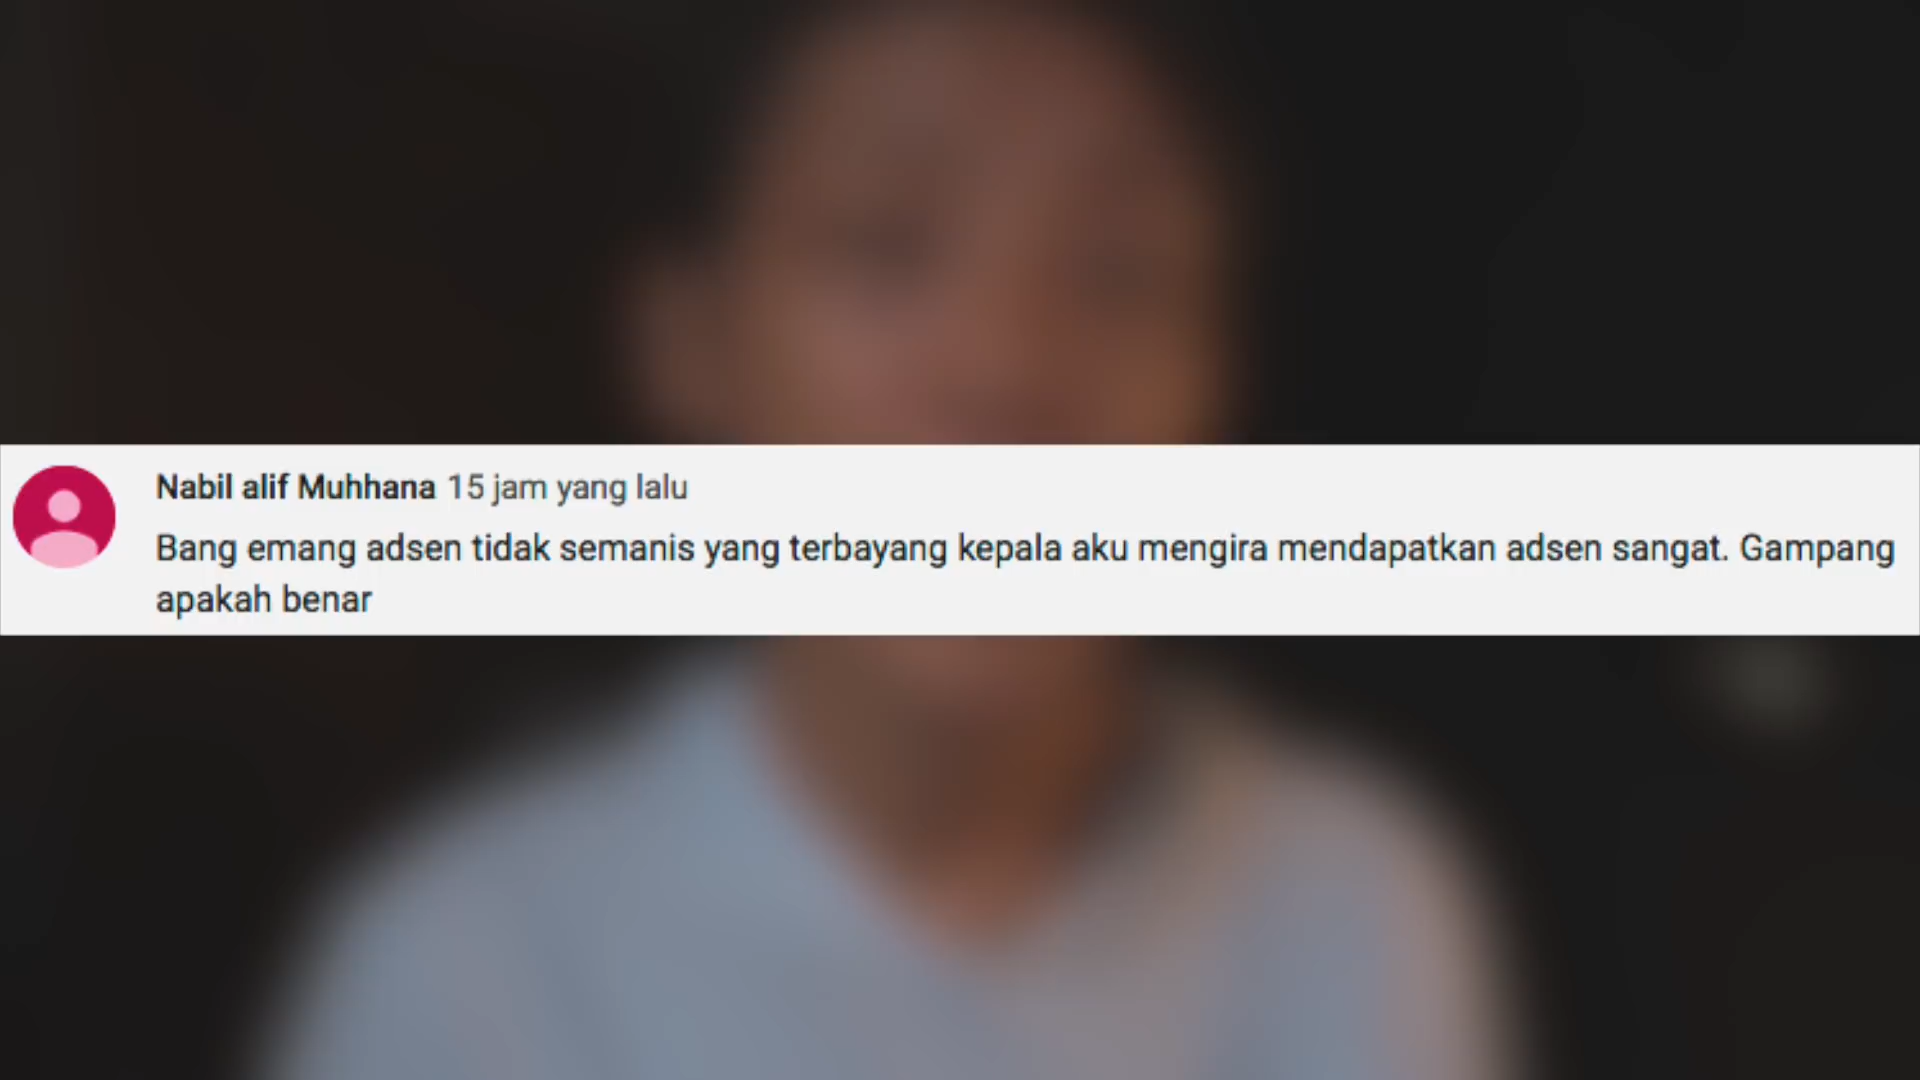 Nabil alif Muhhana 15 jam yang lalu
Bang emang adsen tidak semanis yang terbayang kepala aku mengira mendapatkan adsen sangat. Gampang
apakah benar